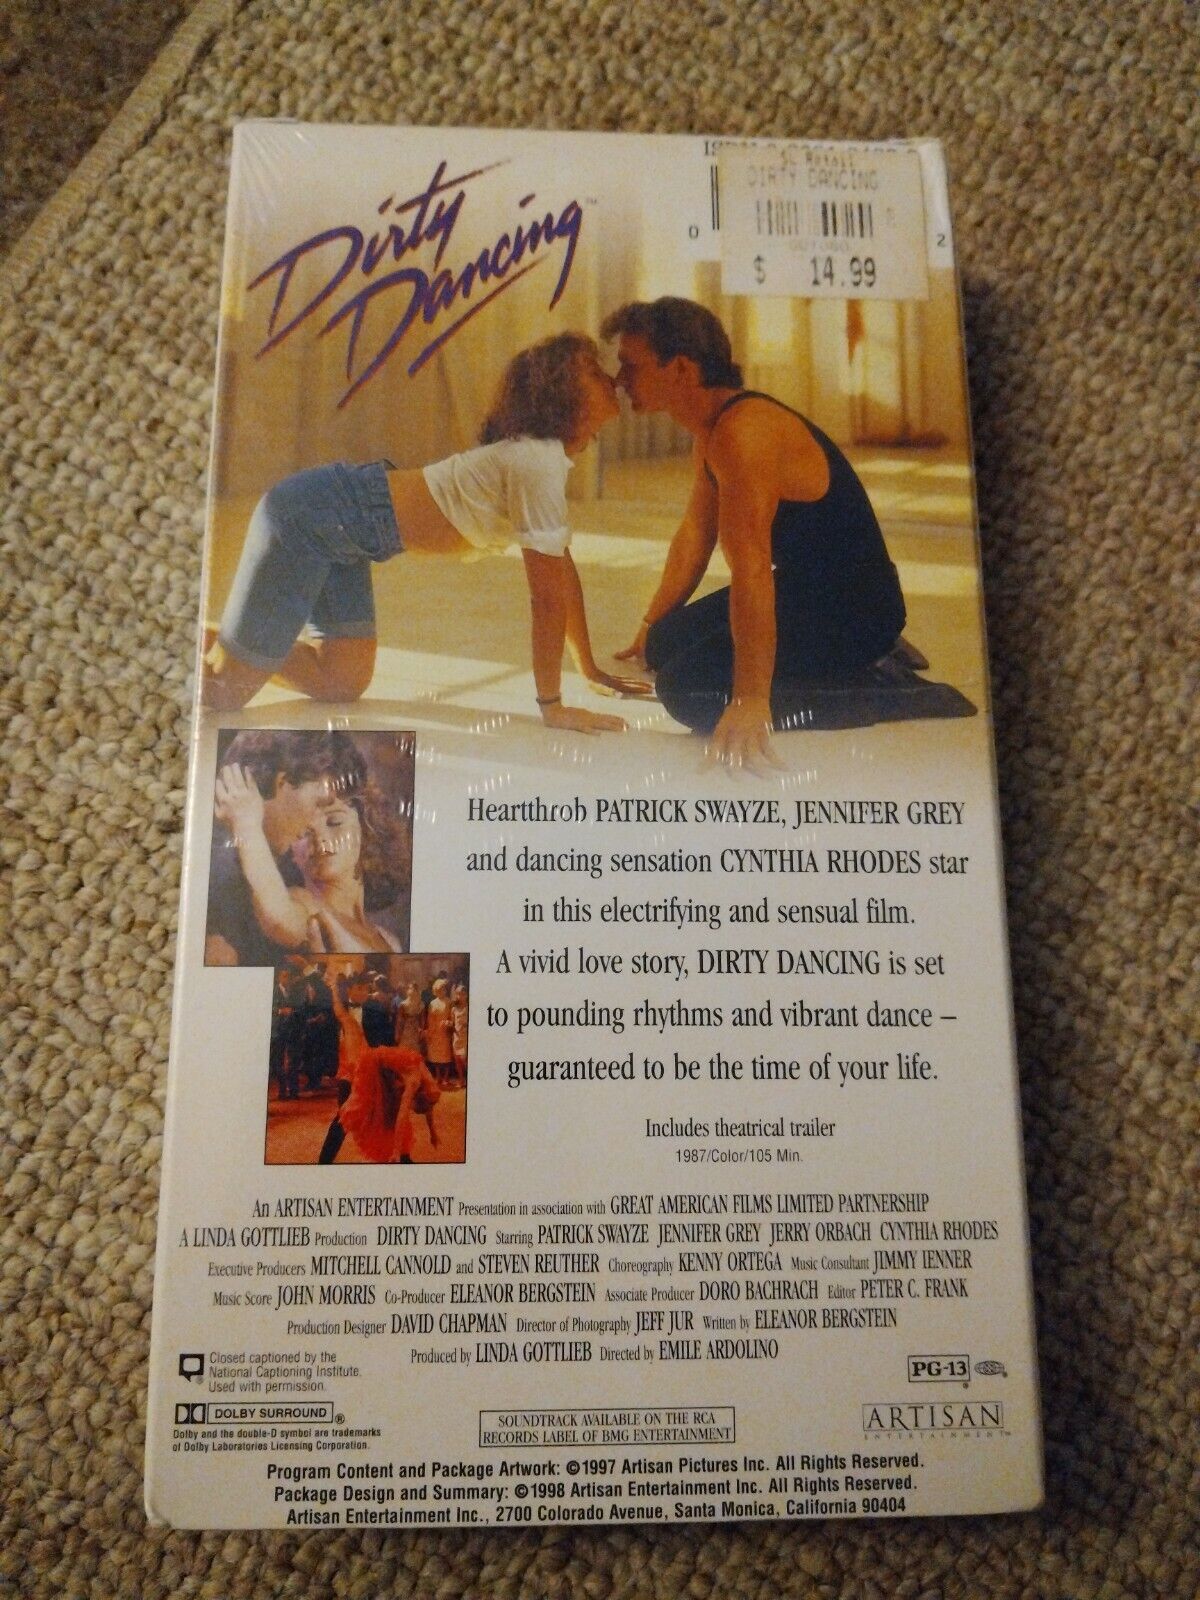 Dirty
Dancing™
DIRTY DANCING
0
2
$ 14.99
Heartthrob PATRICK SWAYZE, JENNIFER GREY
and dancing sensation CYNTHIA RHODES star
in this electrifying and sensual film.
A vivid love story, DIRTY DANCING is set
to pounding rhythms and vibrant dance –
guaranteed to be the time of your life.
Includes theatrical trailer
1987/Color/105 Min.
An ARTISAN ENTERTAINMENT Presentation in association with GREAT AMERICAN FILMS LIMITED PARTNERSHIP
A LINDA GOTTLIEB Production DIRTY DANCING Starring PATRICK SWAYZE JENNIFER GREY JERRY ORBACH CYNTHIA RHODES
Executive Producers MITCHELL CANNOLD and STEVEN REUTHER Choreography KENNY ORTEGA Music Consultant JIMMY IENNER
Music Score JOHN MORRIS Co-Producer ELEANOR BERGSTEIN Associate Producer DORO BACHRACH Editor PETER C. FRANK
Production Designer DAVID CHAPMAN Director of Photography JEFF JUR Written by ELEANOR BERGSTEIN
Produced by LINDA GOTTLIEB Directed by EMILE ARDOLINO
Closed captioned by the
National Captioning Institute.
Used with permission.
PG-13 ®
DOLBY SURROUND ®
Dolby and the double-D symbol are trademarks
of Dolby Laboratories Licensing Corporation.
SOUNDTRACK AVAILABLE ON THE RCA
RECORDS LABEL OF BMG ENTERTAINMENT
ARTISAN
ENTERTAINMENT™
Program Content and Package Artwork: ©1997 Artisan Pictures Inc. All Rights Reserved.
Package Design and Summary: ©1998 Artisan Entertainment Inc. All Rights Reserved.
Artisan Entertainment Inc., 2700 Colorado Avenue, Santa Monica, California 90404